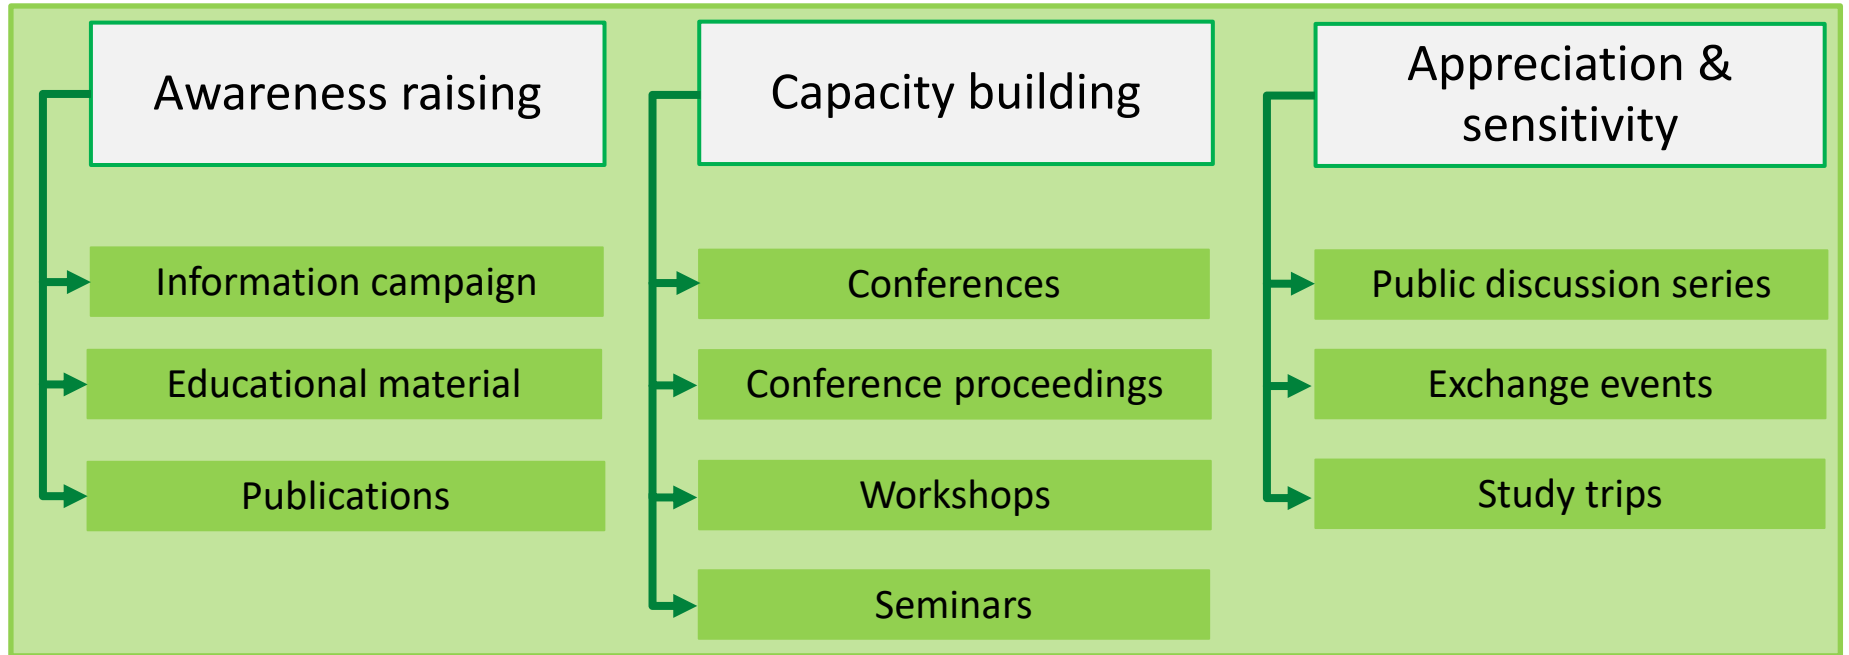 Awareness raising
Information campaign
Educational material
Publications
Capacity building
Conferences
Conference proceedings
Workshops
Seminars
Appreciation &
sensitivity
Public discussion series
Exchange events
Study trips